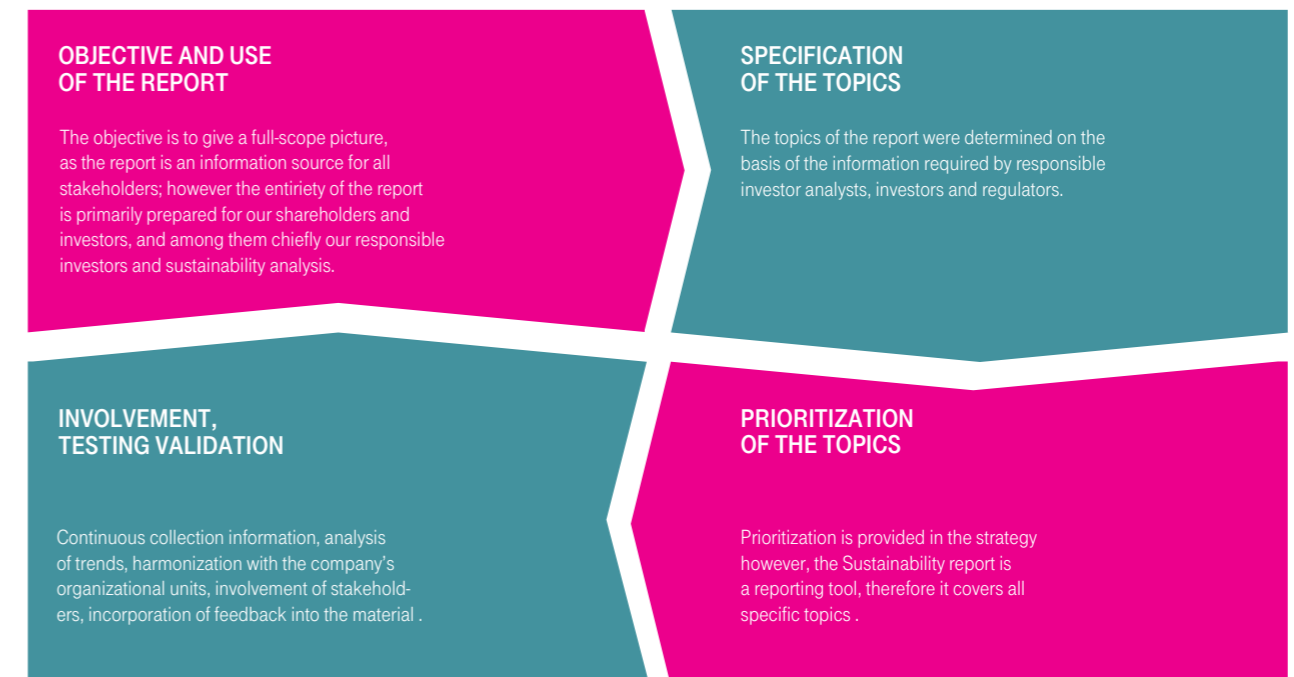 OBJECTIVE AND USE
OF THE REPORT
The objective is to give a full-scope picture,
as the report is an information source for all
stakeholders; however the entiriety of the report
is primarily prepared for our shareholders and
investors, and among them chiefly our responsible
investors and sustainability analysis.
SPECIFICATION
OF THE TOPICS
The topics of the report were determined on the
basis of the information required by responsible
investor analysts, investors and regulators.
INVOLVEMENT,
TESTING VALIDATION
Continuous collection information, analysis
of trends, harmonization with the company's
organizational units, involvement of stakehold-
ers, incorporation of feedback into the material .
PRIORITIZATION
OF THE TOPICS
Prioritization is provided in the strategy
however, the Sustainability report is
a reporting tool, therefore it covers all
specific topics .